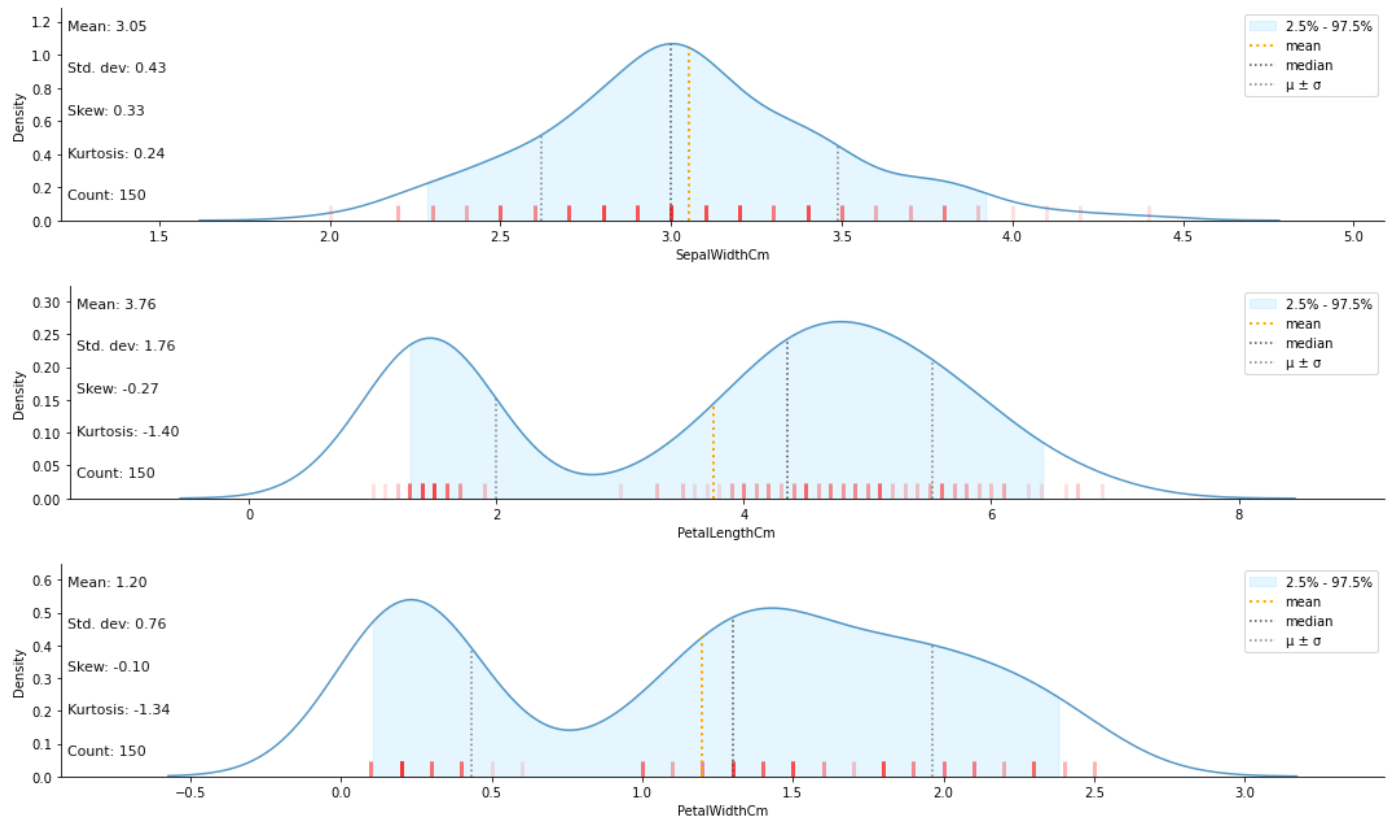 1.2
1.0
0.8
0.6
0.4
0.2
0.0
Density
Mean: 3.05
Std. dev: 0.43
Skew: 0.33
Kurtosis: 0.24
Count: 150
2.5% - 97.5%
mean
median
μ ± σ
1.5 2.0 2.5 3.0 3.5 4.0 4.5 5.0
SepalWidthCm
0.30
0.25
0.20
0.15
0.10
0.05
0.00
Density
Mean: 3.76
Std. dev: 1.76
Skew: -0.27
Kurtosis: -1.40
Count: 150
2.5% - 97.5%
mean
median
μ ± σ
0 2 4 6 8
PetalLengthCm
0.6
0.5
0.4
0.3
0.2
0.1
0.0
Density
Mean: 1.20
Std. dev: 0.76
Skew: -0.10
Kurtosis: -1.34
Count: 150
2.5% - 97.5%
mean
median
μ ± σ
−0.5 0.0 0.5 1.0 1.5 2.0 2.5 3.0
PetalWidthCm